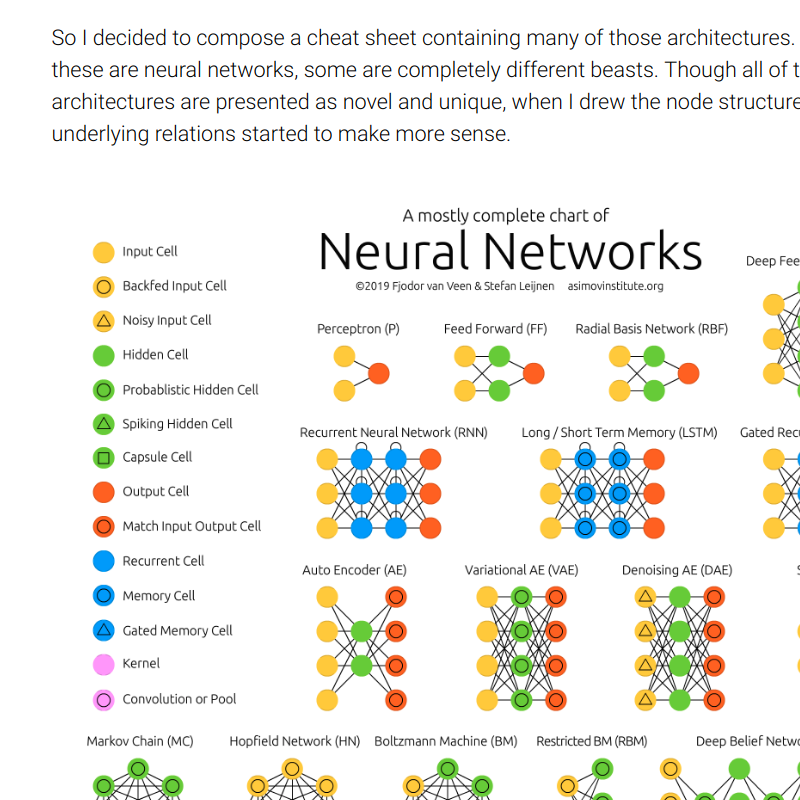 So I decided to compose a cheat sheet containing many of those architectures.
these are neural networks, some are completely different beasts. Though all of t
architectures are presented as novel and unique, when I drew the node structure
underlying relations started to make more sense.
A mostly complete chart of
Neural Networks
©2019 Fjodor van Veen & Stefan Leijnen asimovinstitute.org
Input Cell
Backfed Input Cell
Noisy Input Cell
Hidden Cell
Probablistic Hidden Cell
Spiking Hidden Cell
Capsule Cell
Output Cell
Match Input Output Cell
Recurrent Cell
Memory Cell
Gated Memory Cell
Kernel
Convolution or Pool
Deep Fee
Perceptron (P)
Feed Forward (FF)
Radial Basis Network (RBF)
Recurrent Neural Network (RNN)
Long / Short Term Memory (LSTM)
Gated Recu
Auto Encoder (AE)
Variational AE (VAE)
Denoising AE (DAE)
S
Markov Chain (MC)
Hopfield Network (HN)
Boltzmann Machine (BM)
Restricted BM (RBM)
Deep Belief Netwo